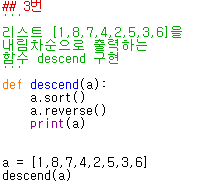 ## 3번
'''
리스트 [1,8,7,4,2,5,3,6]을
내림차순으로 출력하는
함수 descend 구현
'''
def descend(a):
    a.sort()
    a.reverse()
    print(a)
a = [1,8,7,4,2,5,3,6]
descend(a)